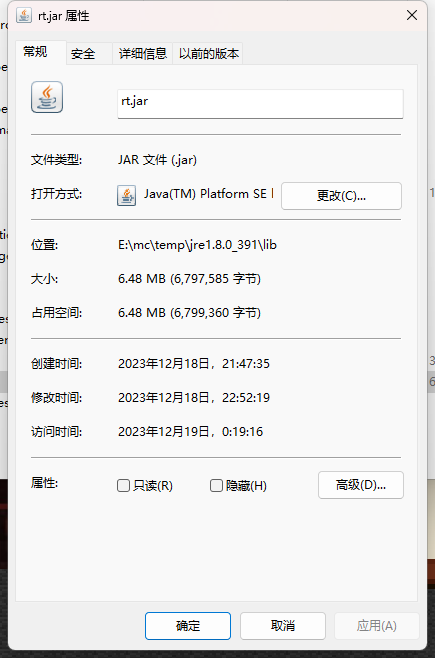 rt.jar 属性
常规 安全 详细信息 以前的版本
rt.jar
文件类型: JAR 文件 (.jar)
打开方式: Java(TM) Platform SE l 更改(C)...
位置: E:\mc\temp\jre1.8.0_391\lib
大小: 6.48 MB (6,797,585 字节)
占用空间: 6.48 MB (6,799,360 字节)
创建时间: 2023年12月18日，21:47:35
修改时间: 2023年12月18日，22:52:19
访问时间: 2023年12月19日，0:19:16
属性: 只读(R) 隐藏(H) 高级(D)...
确定 取消 应用(A)